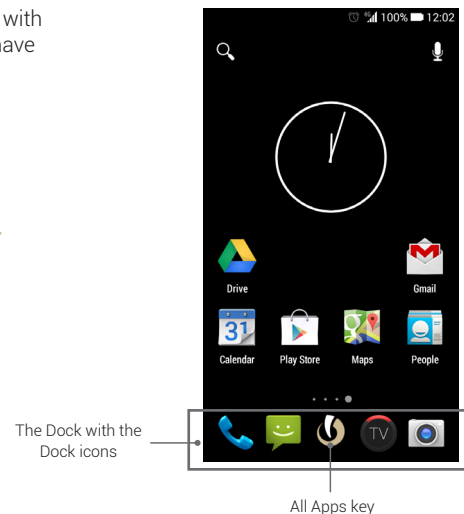 with
have
100% 12:02
Drive
Gmail
31
Calendar
Play Store
Maps
People
The Dock with the
Dock icons
TV
All Apps key